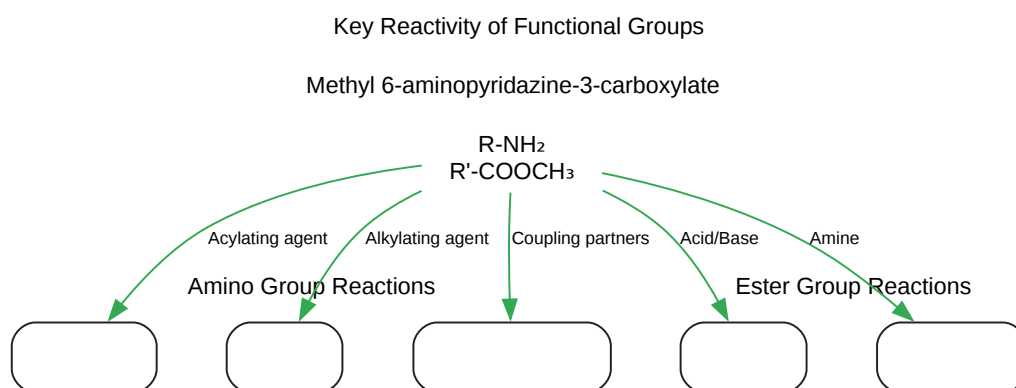 Key Reactivity of Functional Groups
Methyl 6-aminopyridazine-3-carboxylate
R-NH₂
R'-COOCH₃
Acylating agent
Alkylating agent
Coupling partners
Acid/Base
Amine
Amino Group Reactions
Ester Group Reactions